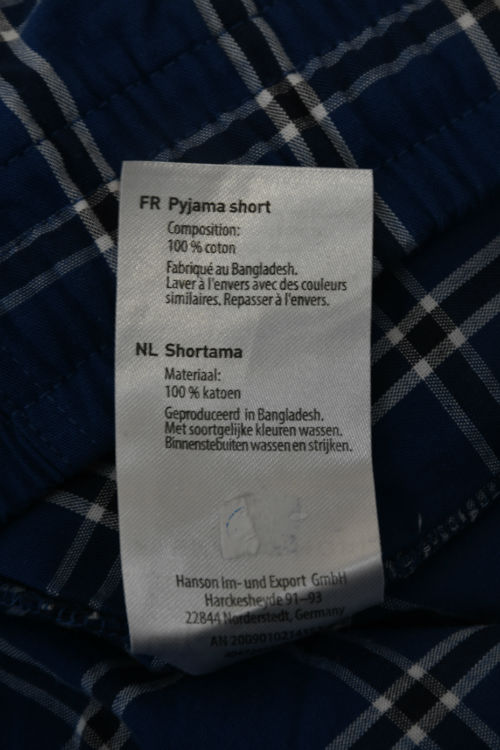 FR Pyjama short
Composition:
100 % coton
Fabriqué au Bangladesh.
Laver à l'envers avec des couleurs
similaires. Repasser à l'envers.
NL Shortama
Materiaal:
100 % katoen
Geproduceerd in Bangladesh.
Met soortgelijke kleuren wassen.
Binnenstebuiten wassen en strijken.
Hanson Im- und Export GmbH
Harckesheyde 91–93
22844 Norderstedt, Germany
AN